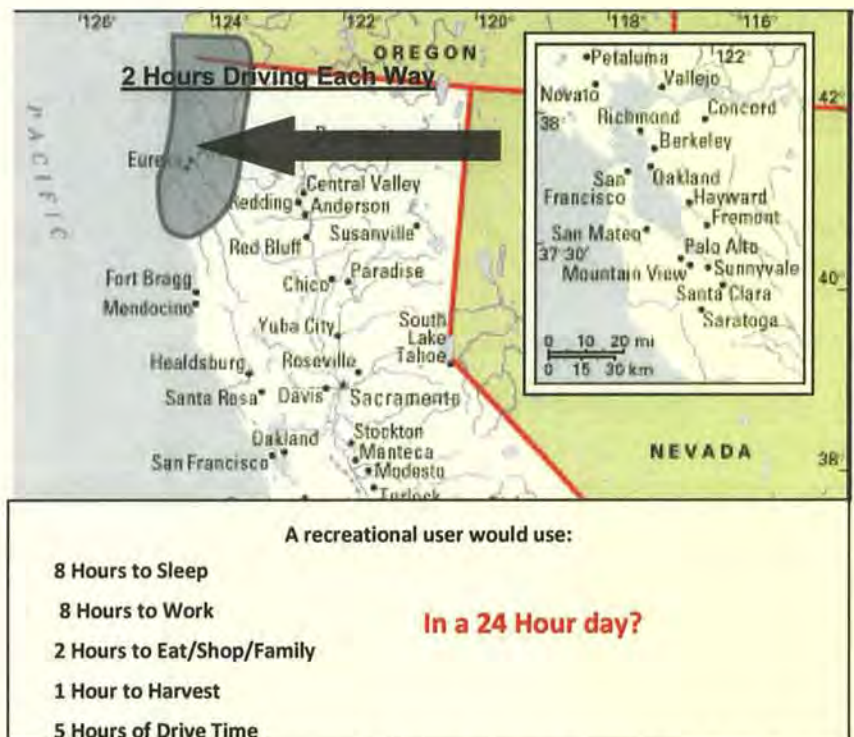 126° 124° 122° 120° 118° 116°
OREGON
2 Hours Driving Each Way
PACIFIC
42°
Central Valley
Redding
Anderson
Red Bluff
Susanville
Fort Bragg
Mendocino
Chico
Paradise
40°
Yuba City
South
Lake
Tahoe
Healdsburg
Roseville
Santa Rosa
Davis
Sacramento
Oakland
San Francisco
Stockton
Manteca
Modesto
NEVADA
38°
122°
Petaluma
Vallejo
Novato
Concord
38°
Richmond
Berkeley
San
Francisco
Oakland
Hayward
Fremont
San Mateo
37°30'
Palo Alto
Mountain View
Sunnyvale
Santa Clara
Saratoga
0 10 20 mi
0 15 30 km
A recreational user would use:
8 Hours to Sleep
8 Hours to Work
In a 24 Hour day?
2 Hours to Eat/Shop/Family
1 Hour to Harvest
5 Hours of Drive Time